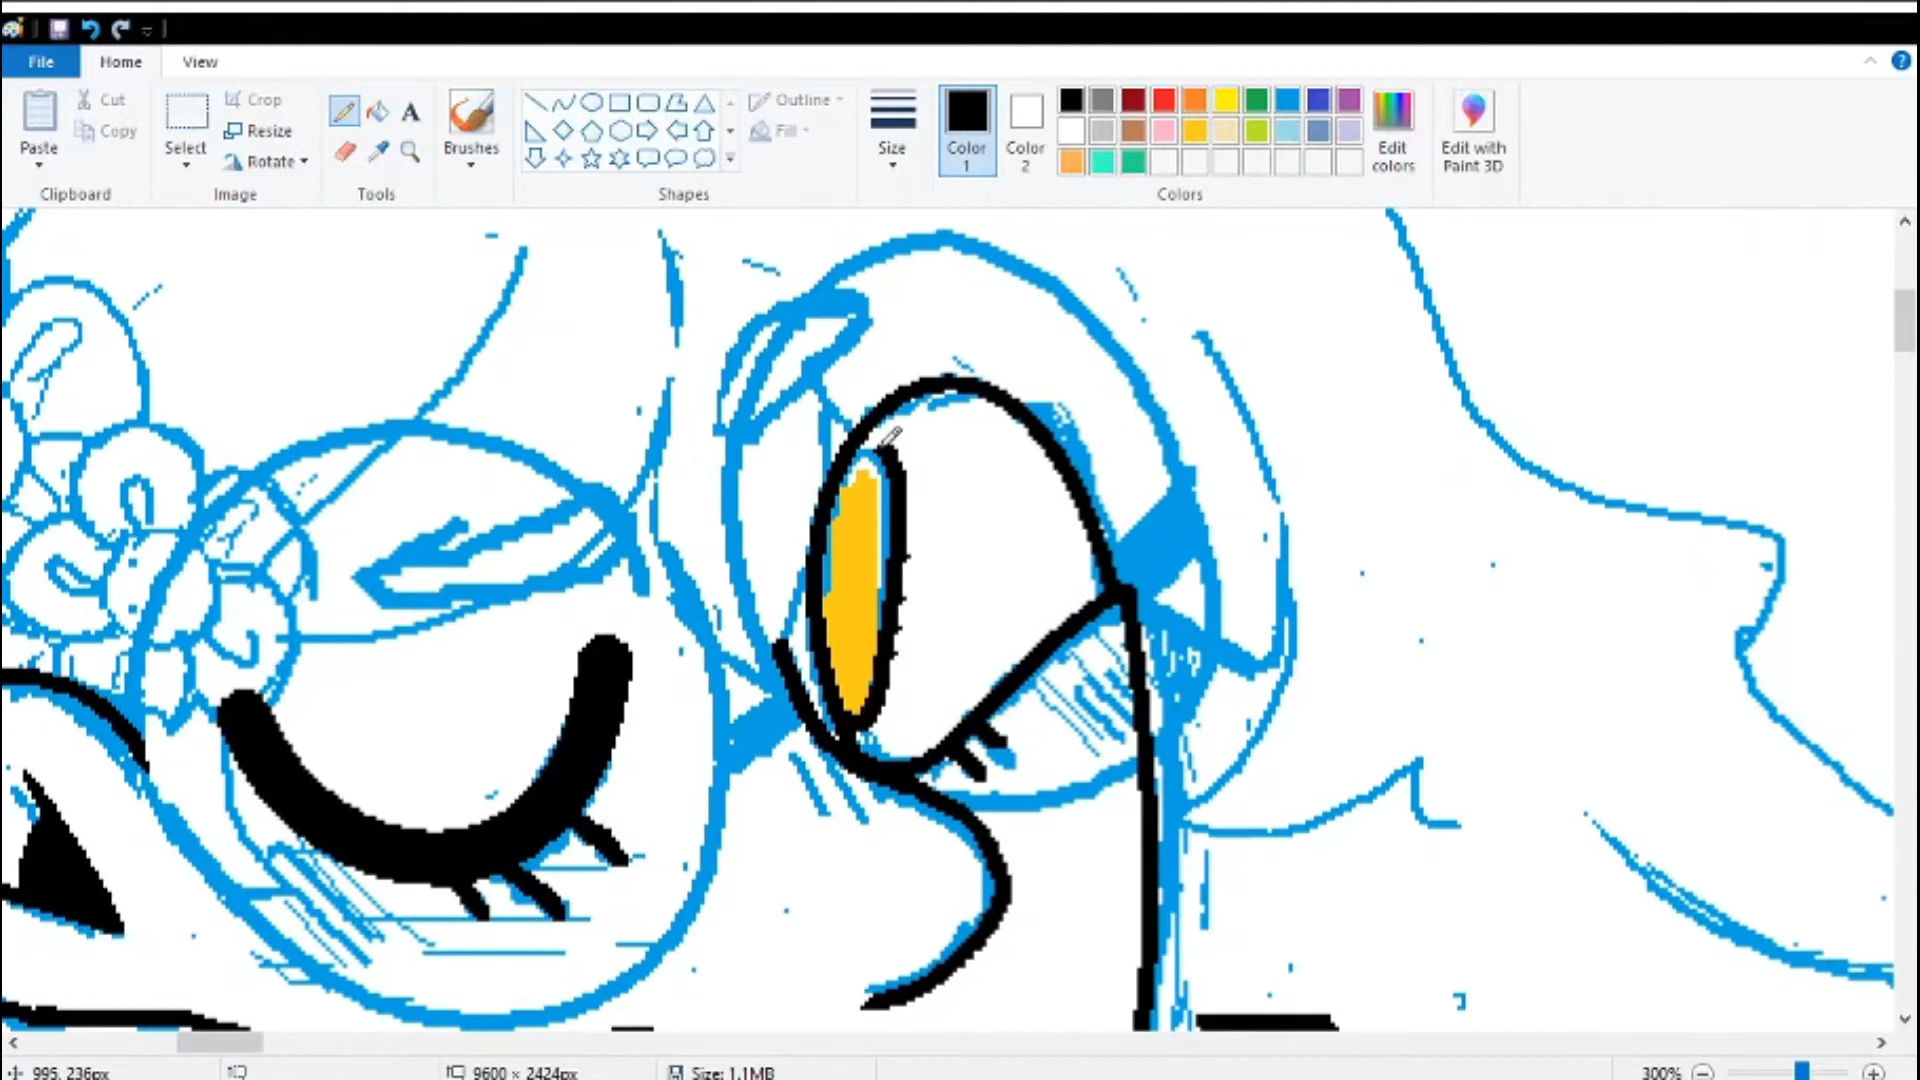 File Home View
Paste Cut Copy
Clipboard
Select Crop Resize Rotate
Image
A
Tools
Brushes
Outline Fill
Shapes
Size
Color 1
Color 2
Edit colors
Colors
Edit with Paint 3D
995, 236px
9600 × 2424px
Size: 1.1MB
300%